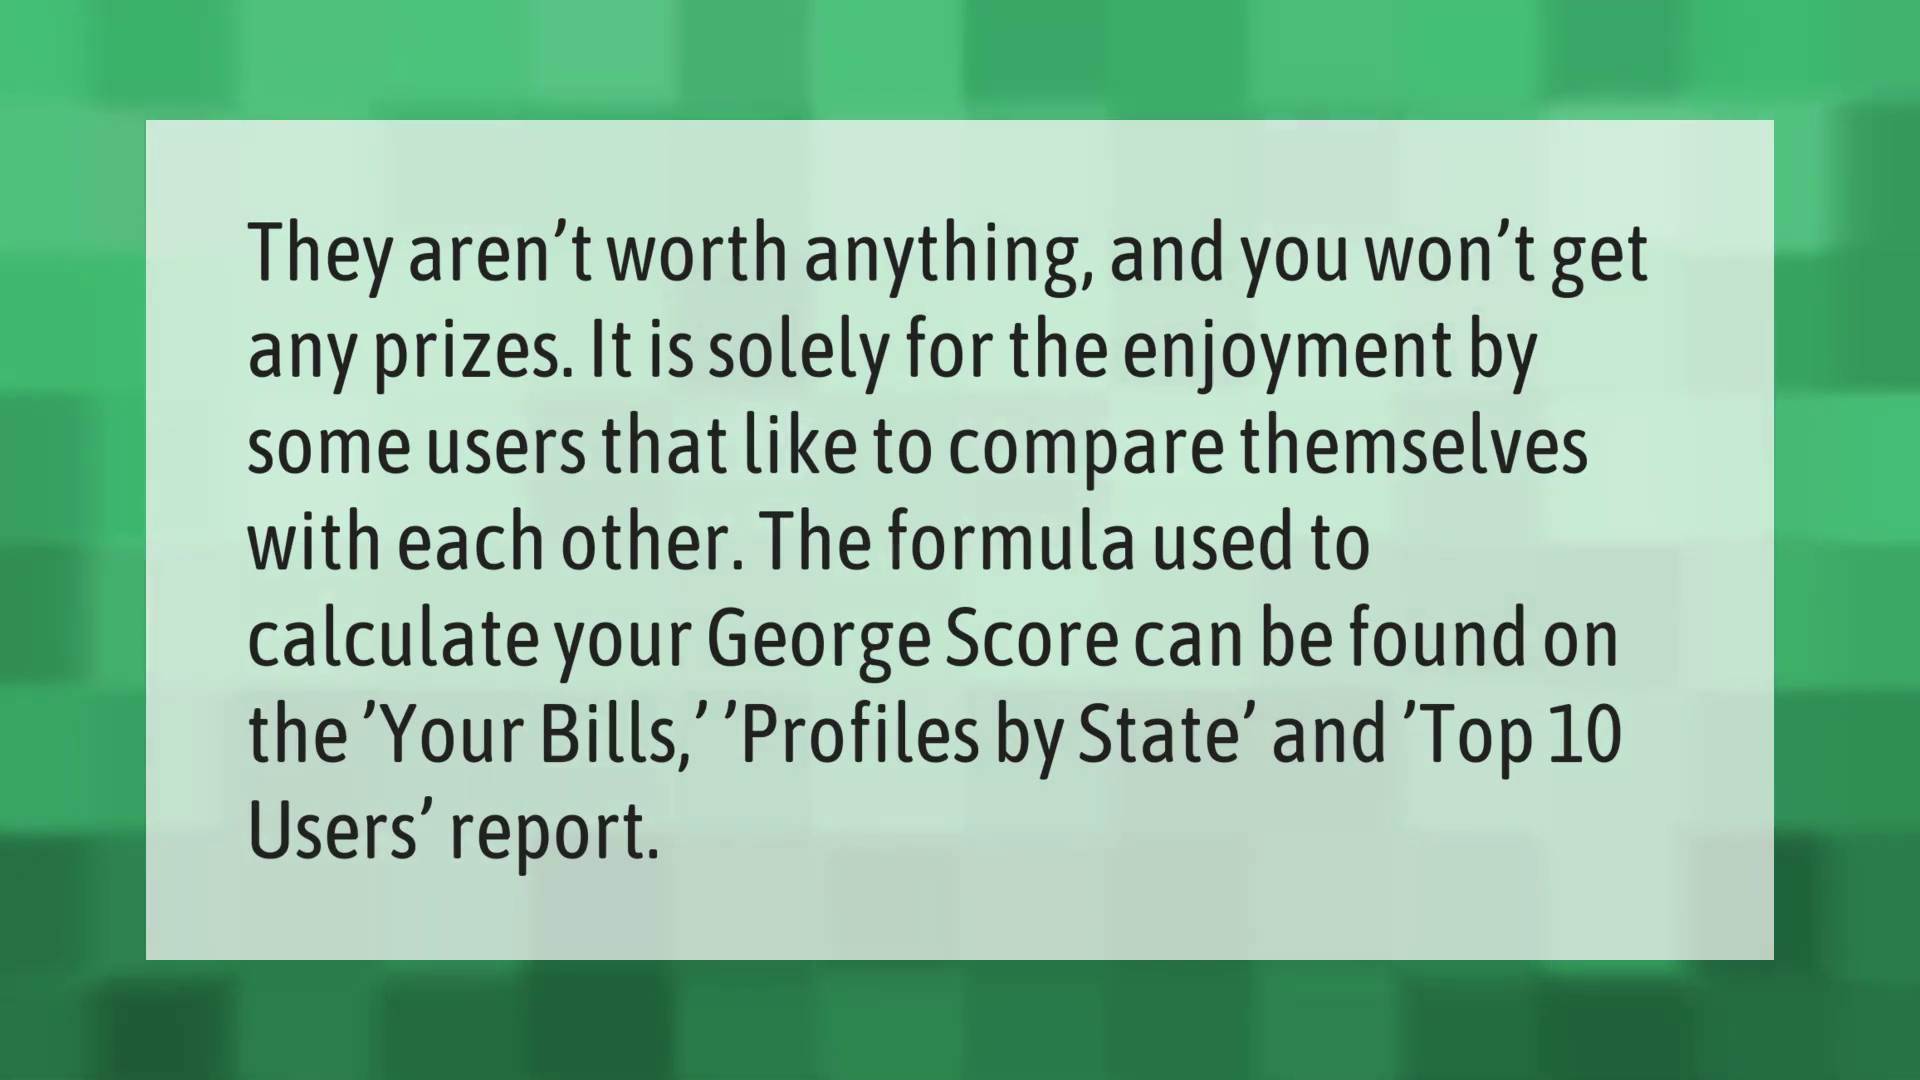 They aren’t worth anything, and you won’t get
any prizes. It is solely for the enjoyment by
some users that like to compare themselves
with each other. The formula used to
calculate your George Score can be found on
the ’Your Bills,’ ’Profiles by State’ and ’Top 10
Users’ report.